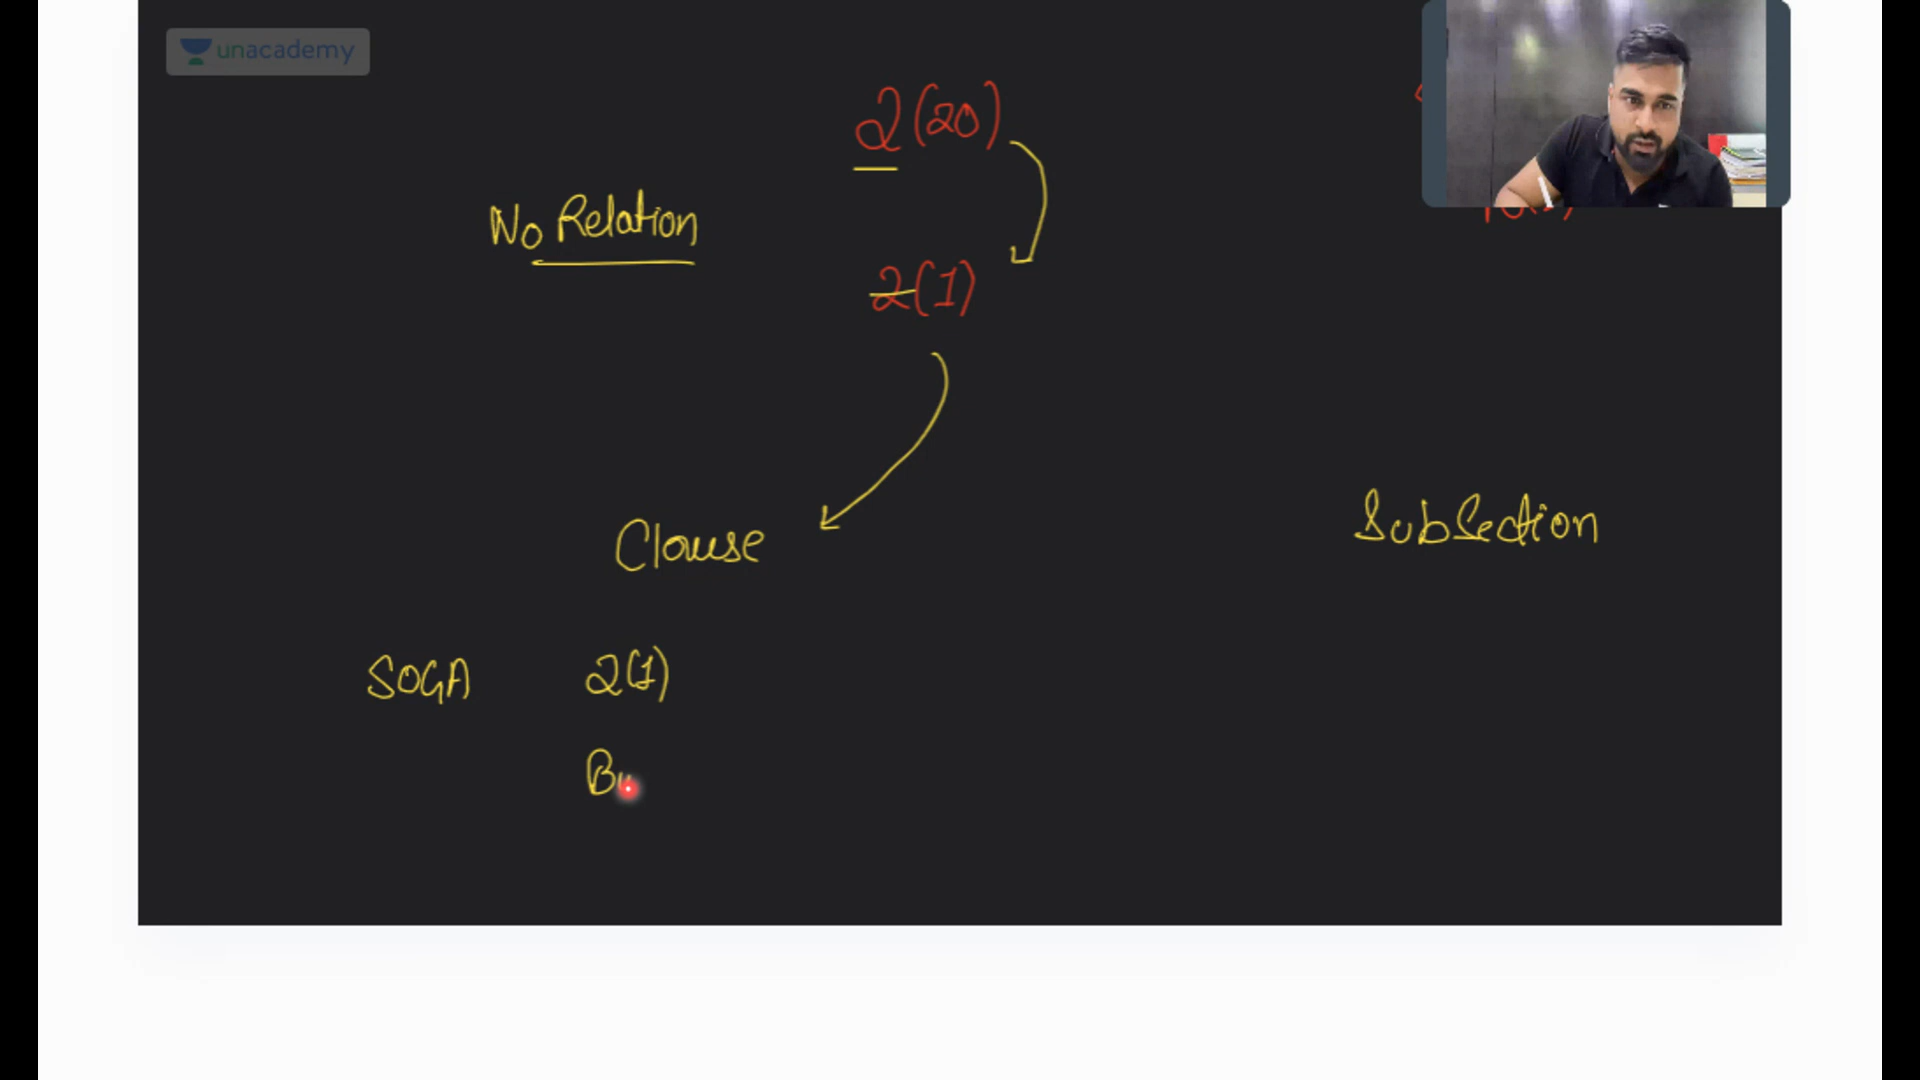 unacademy
2(20)
No Relation
2(1)
Clause
SubSection
SOGA 2(1)